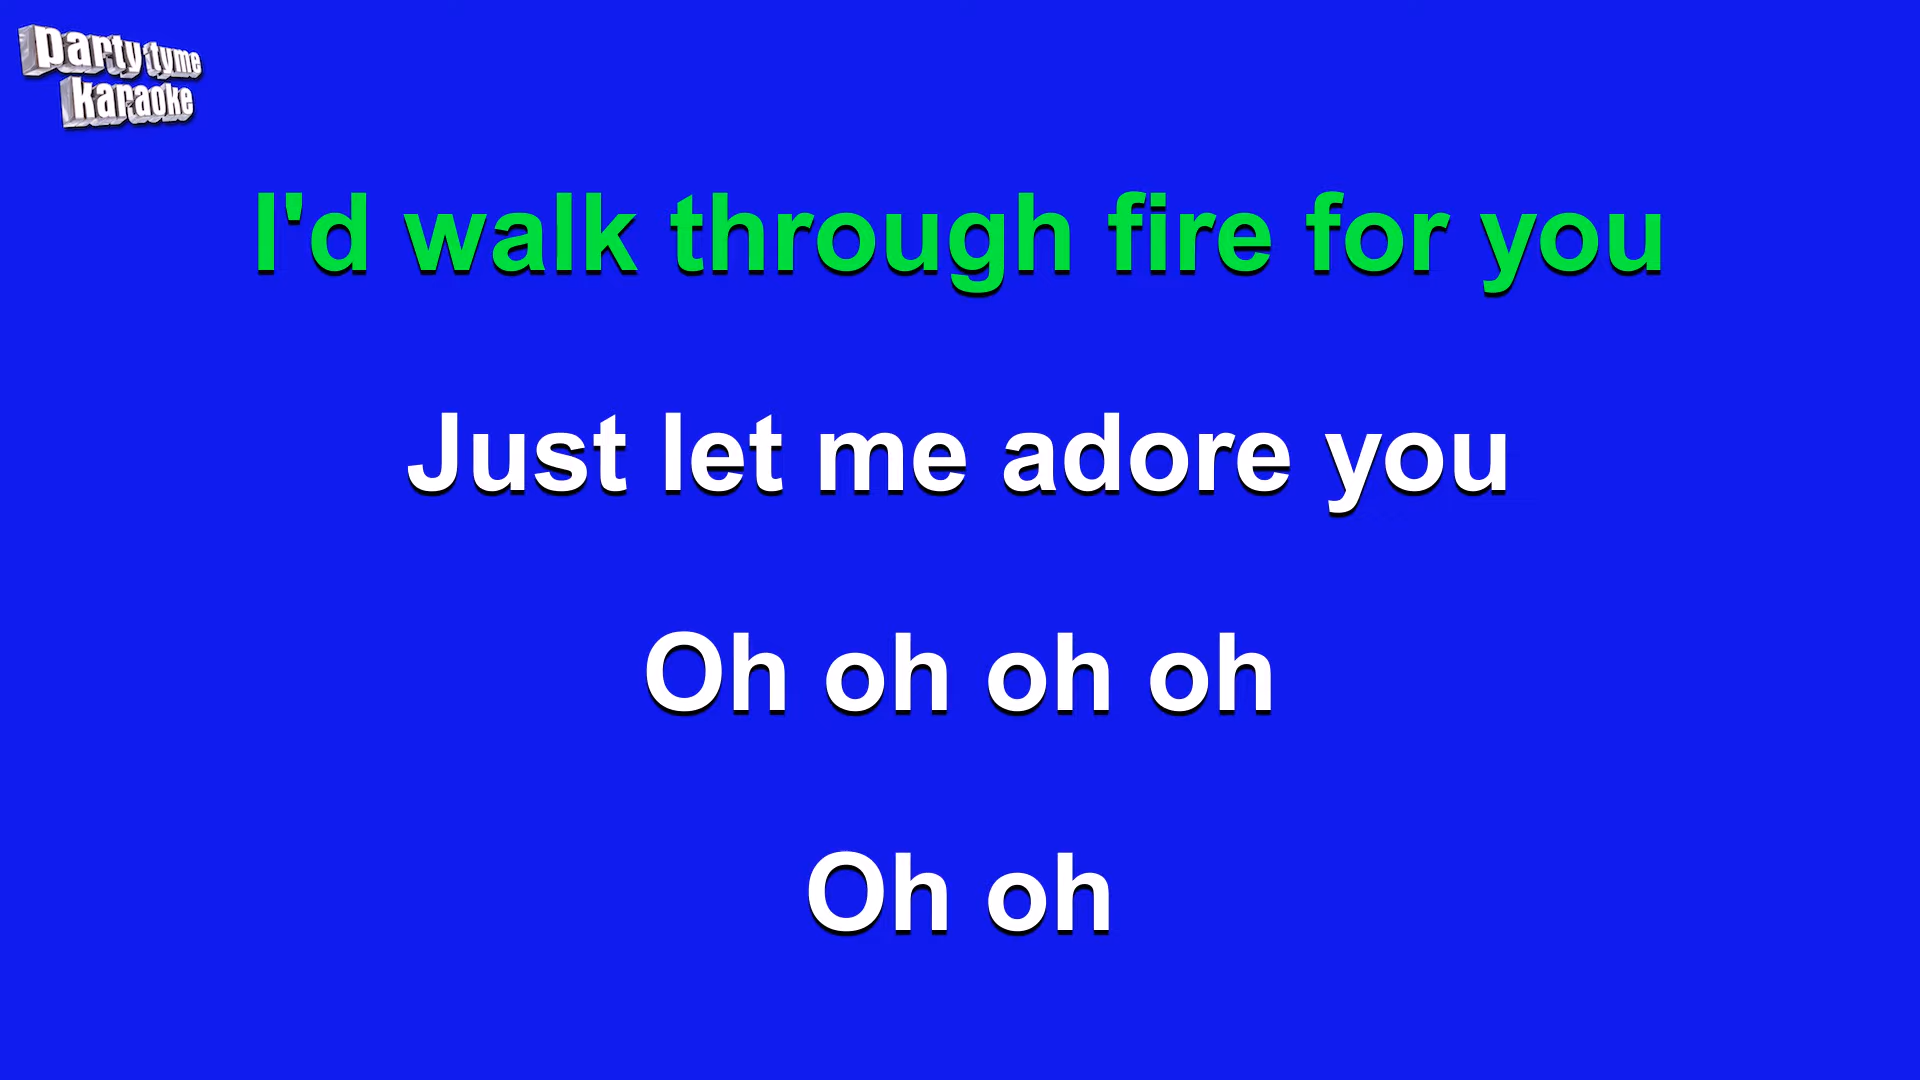 party tyme
karaoke
I'd walk through fire for you
Just let me adore you
Oh oh oh oh
Oh oh